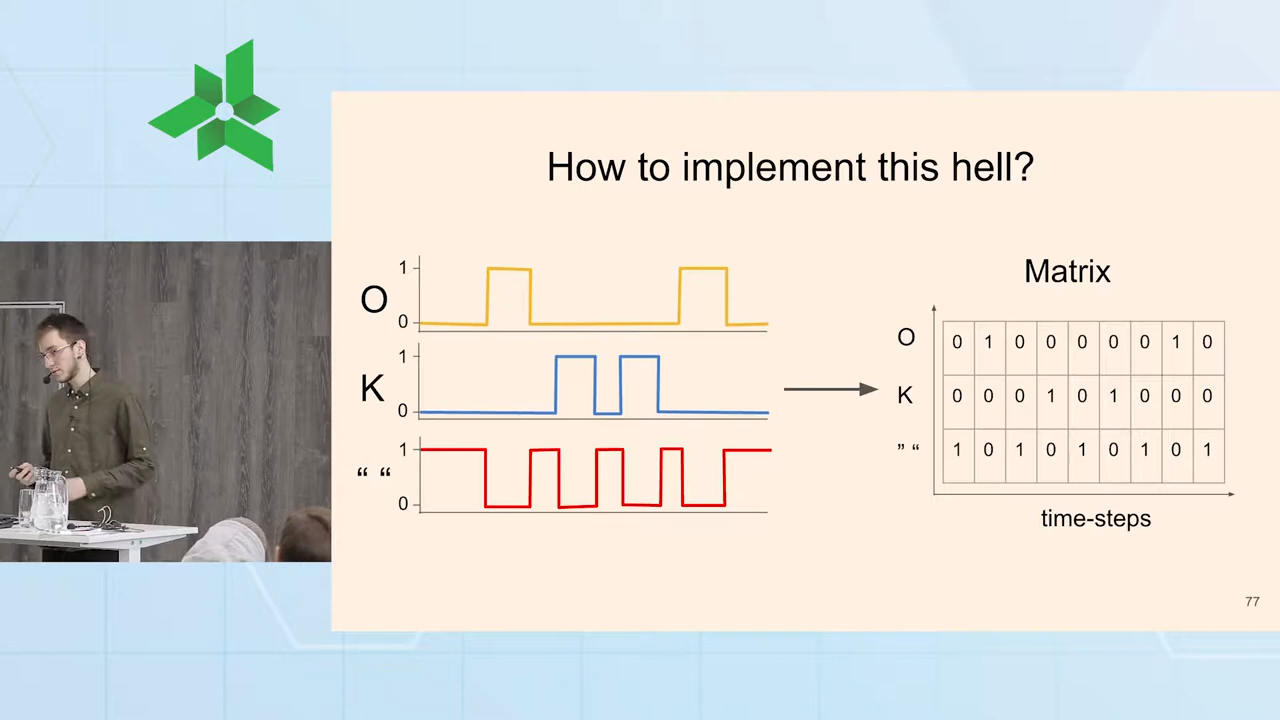 How to implement this hell?
O
1
0
K
1
0
“ “
1
0
Matrix
O 0 1 0 0 0 0 0 1 0
K 0 0 0 1 0 1 0 0 0
” “ 1 0 1 0 1 0 1 0 1
time-steps
77